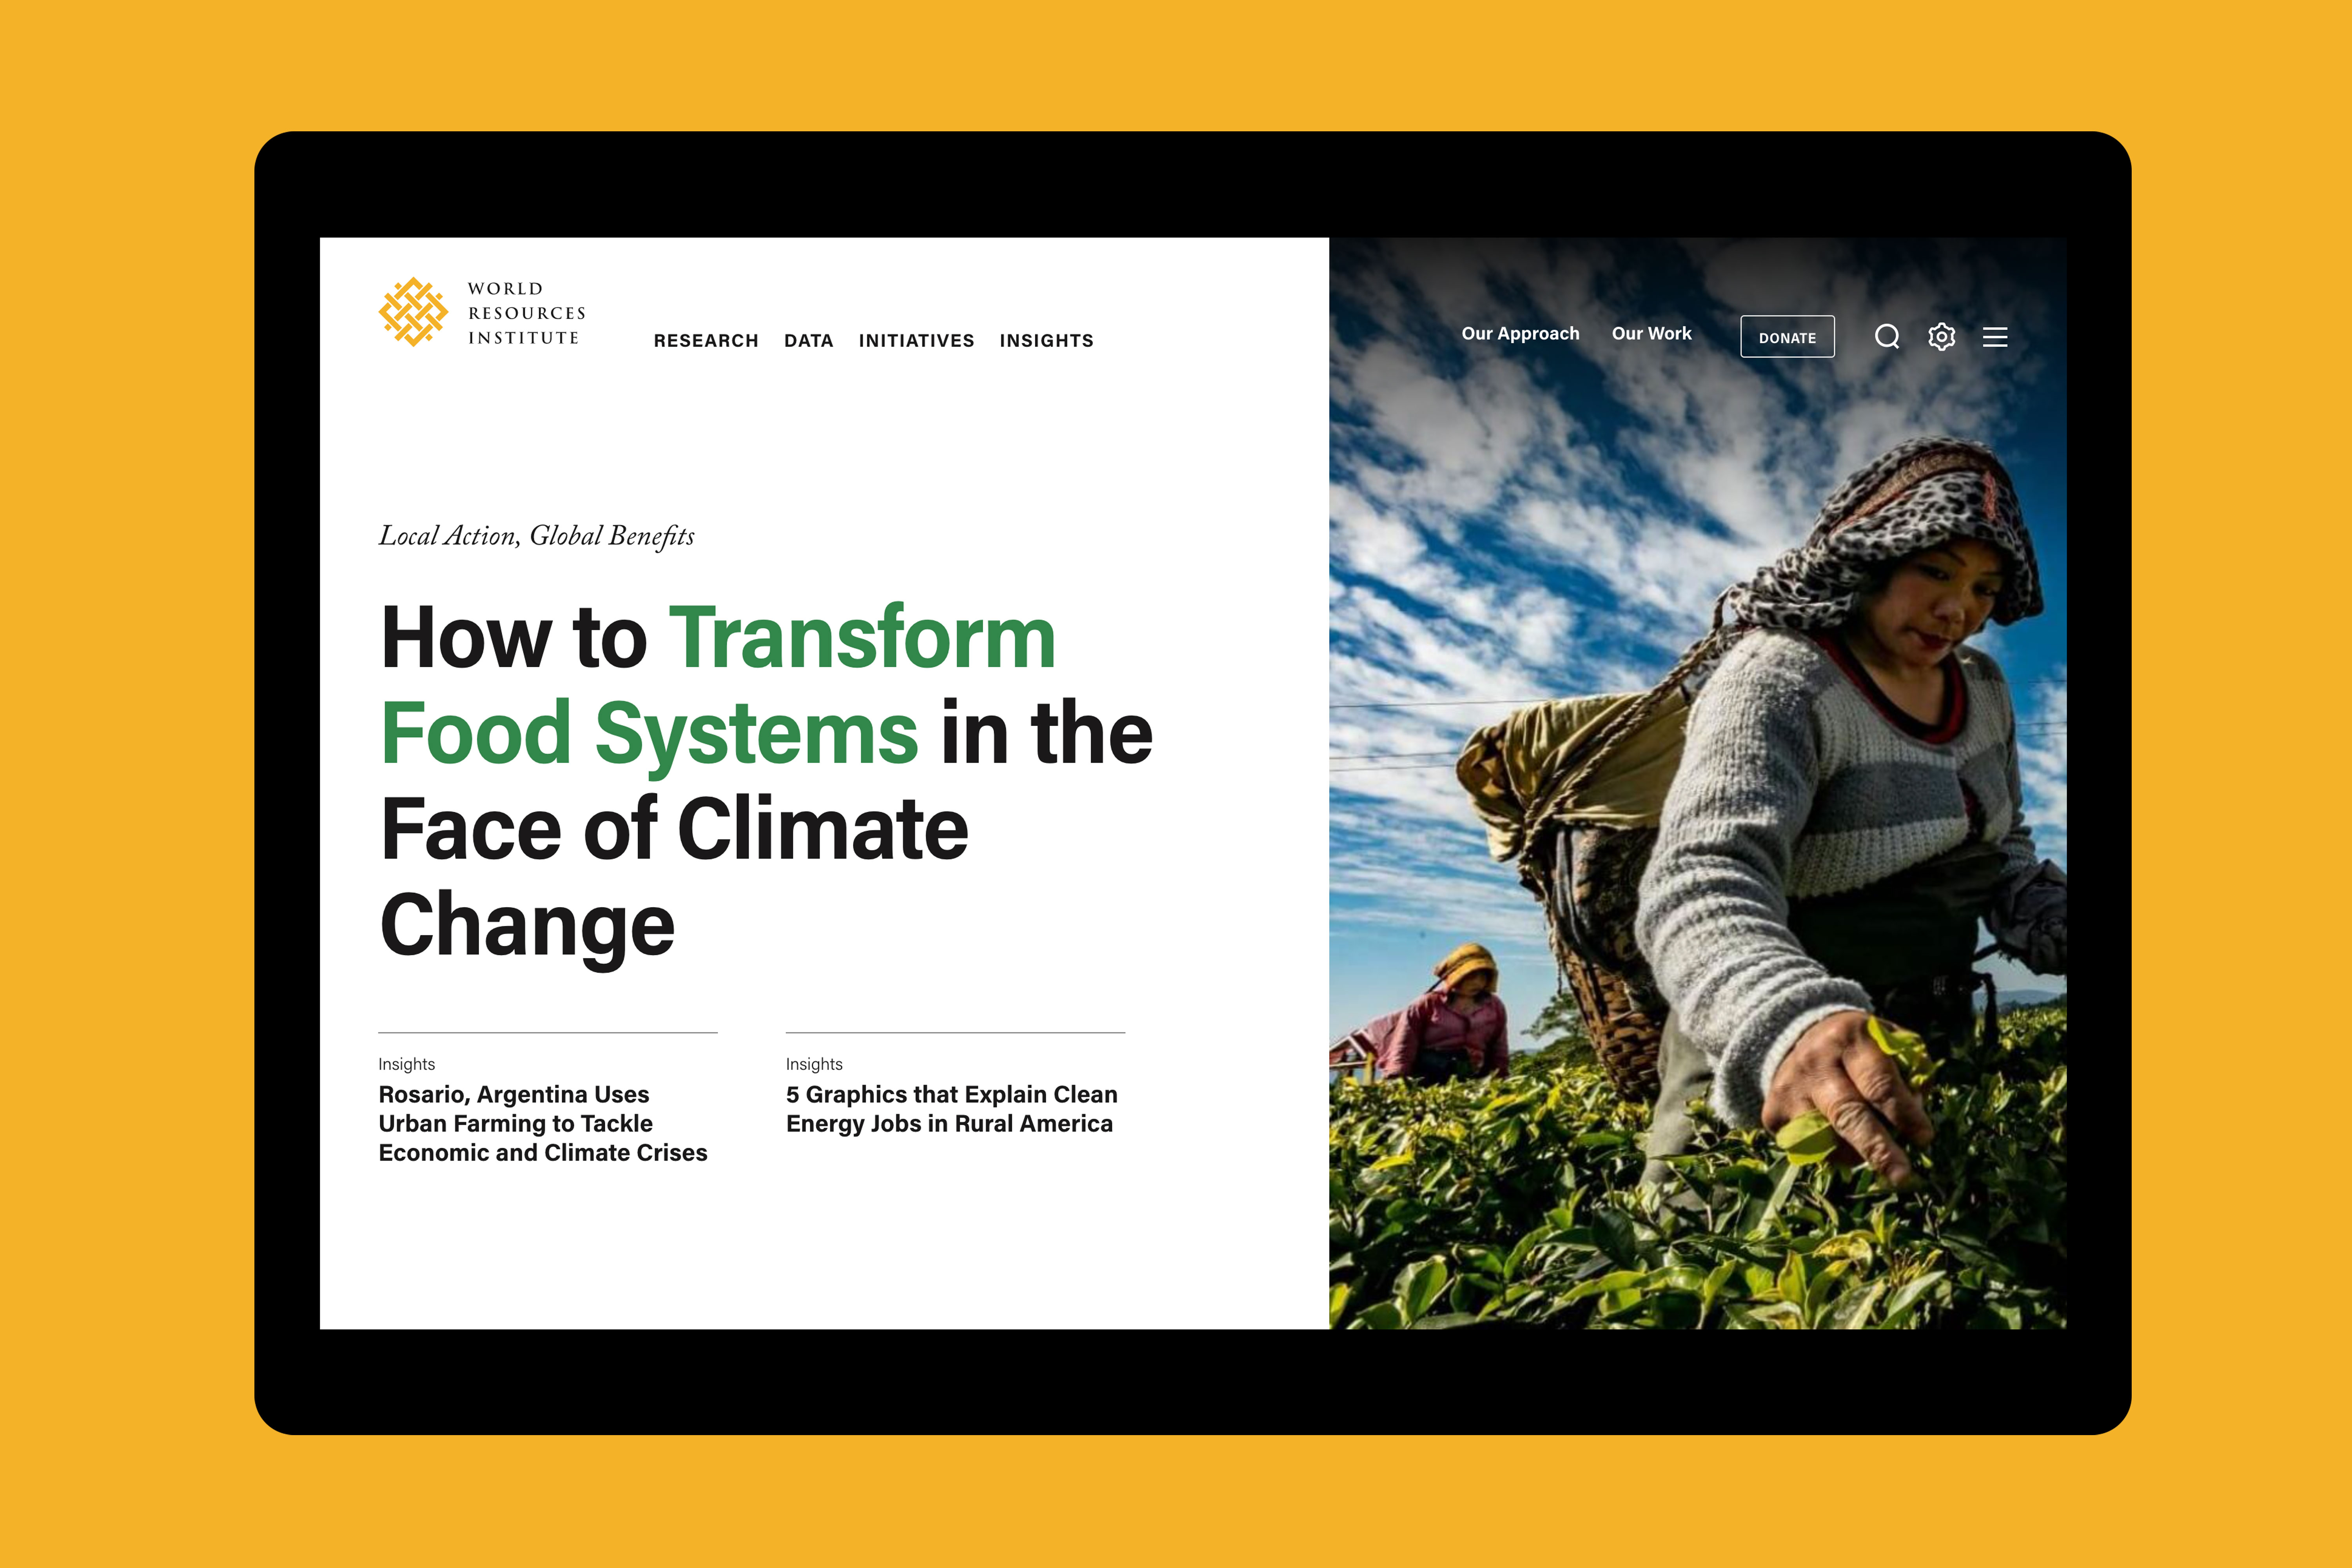 WORLD
RESOURCES
INSTITUTE
RESEARCH DATA INITIATIVES INSIGHTS
Our Approach Our Work DONATE
Local Action, Global Benefits
How to Transform
Food Systems in the
Face of Climate
Change
Insights
Rosario, Argentina Uses
Urban Farming to Tackle
Economic and Climate Crises
Insights
5 Graphics that Explain Clean
Energy Jobs in Rural America